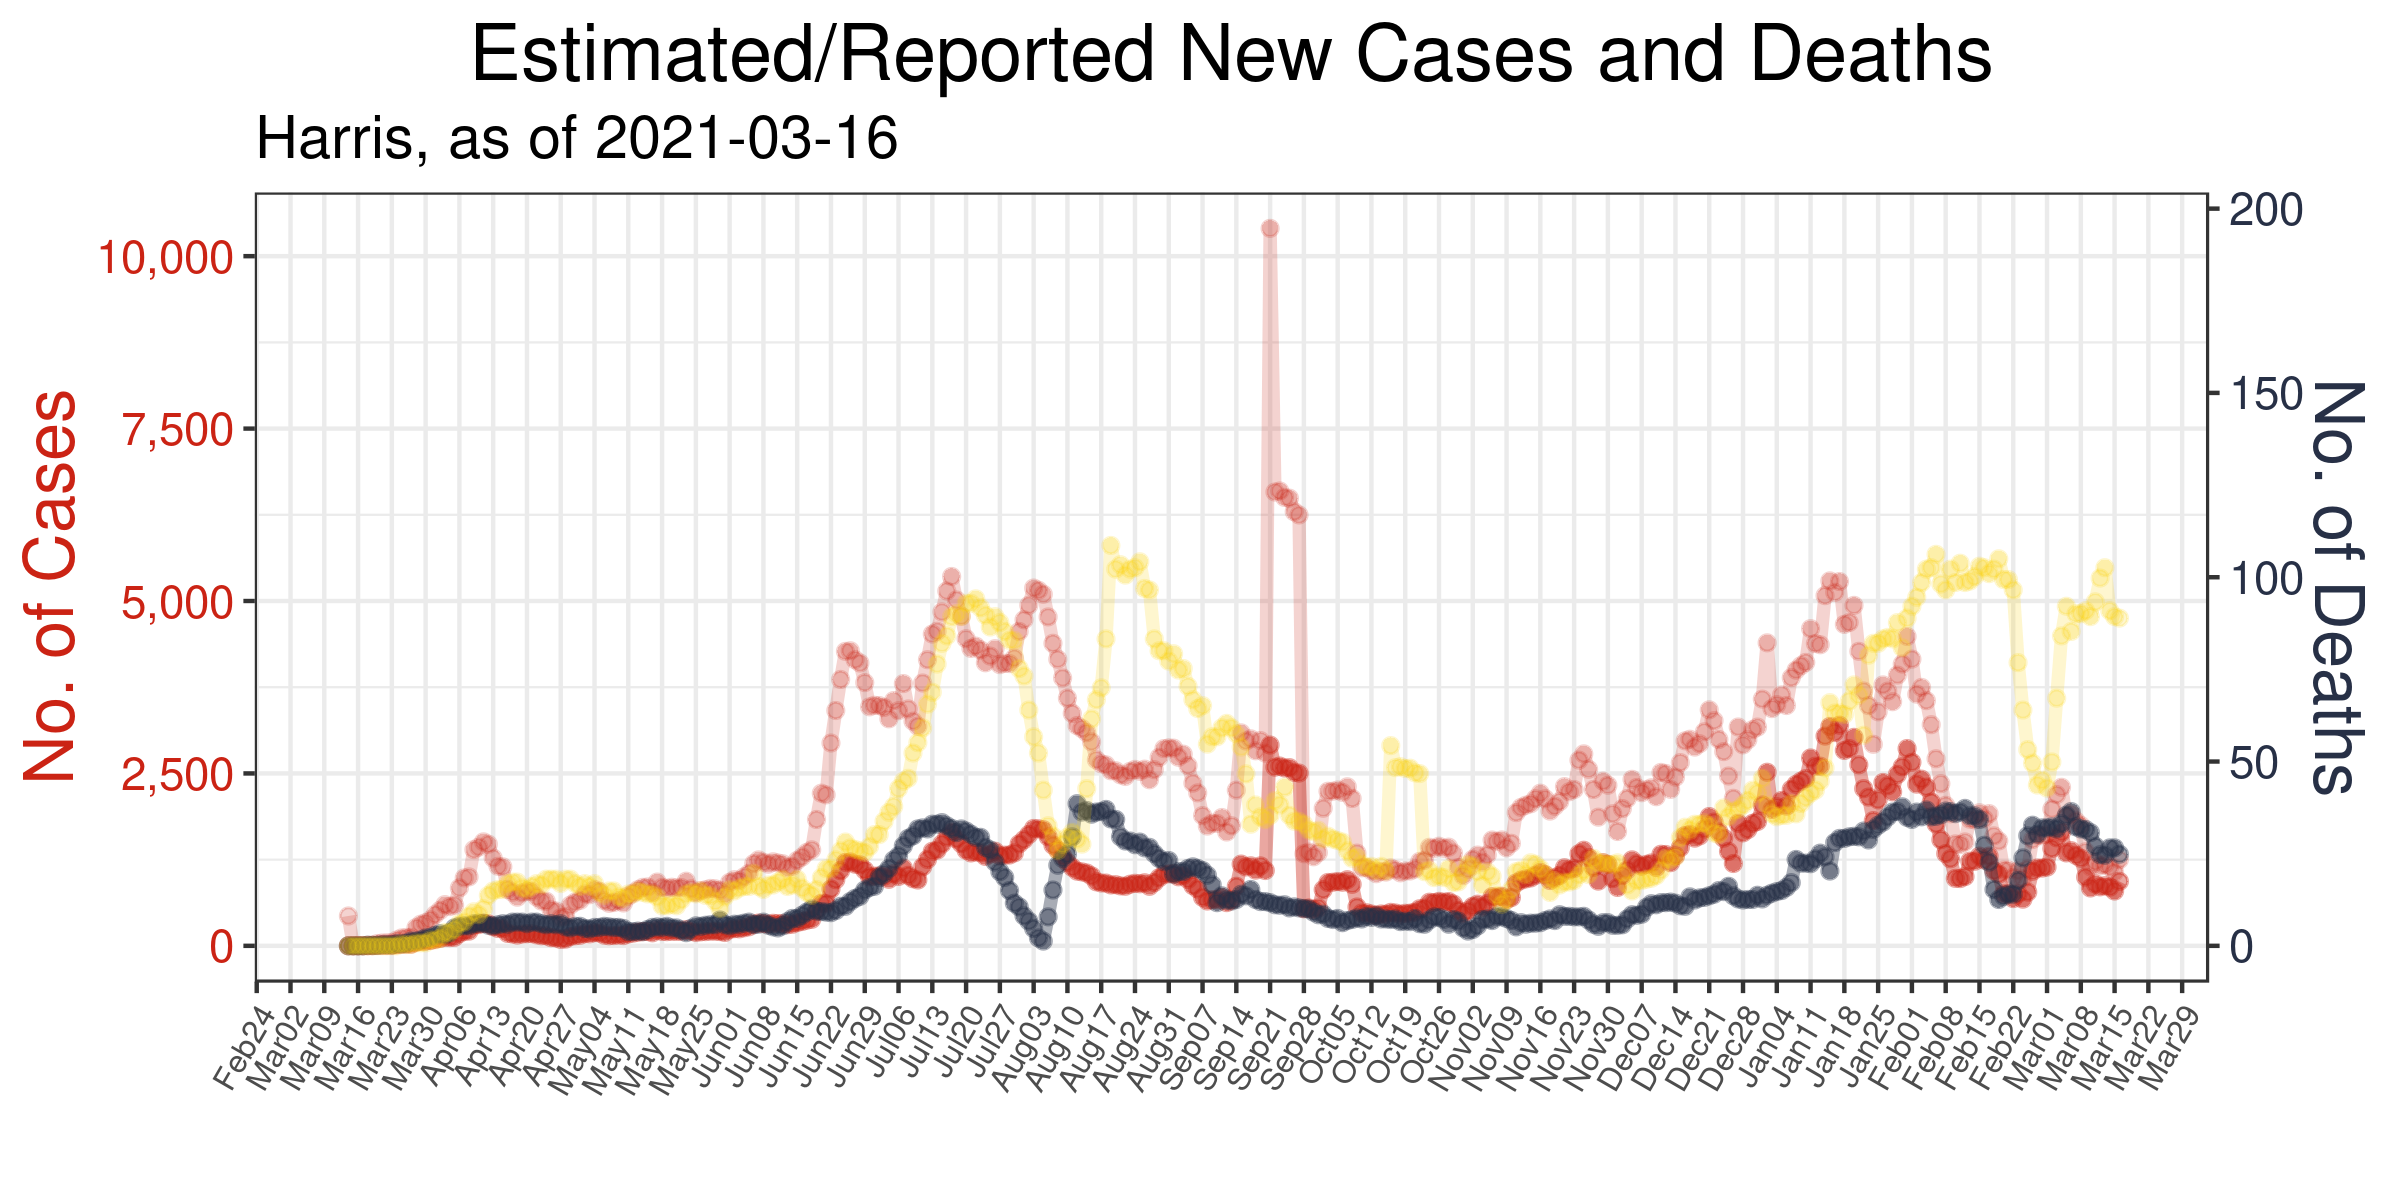 Estimated/Reported New Cases and Deaths
Harris, as of 2021-03-16
No. of Cases
10,000
7,500
5,000
2,500
0
200
150
100
50
0
No. of Deaths
Feb24
Mar02
Mar09
Mar16
Mar23
Mar30
Apr06
Apr13
Apr20
Apr27
May04
May11
May18
May25
Jun01
Jun08
Jun15
Jun22
Jun29
Jul06
Jul13
Jul20
Jul27
Aug03
Aug10
Aug17
Aug24
Aug31
Sep07
Sep14
Sep21
Sep28
Oct05
Oct12
Oct19
Oct26
Nov02
Nov09
Nov16
Nov23
Nov30
Dec07
Dec14
Dec21
Dec28
Jan04
Jan11
Jan18
Jan25
Feb01
Feb08
Feb15
Feb22
Mar01
Mar08
Mar15
Mar22
Mar29